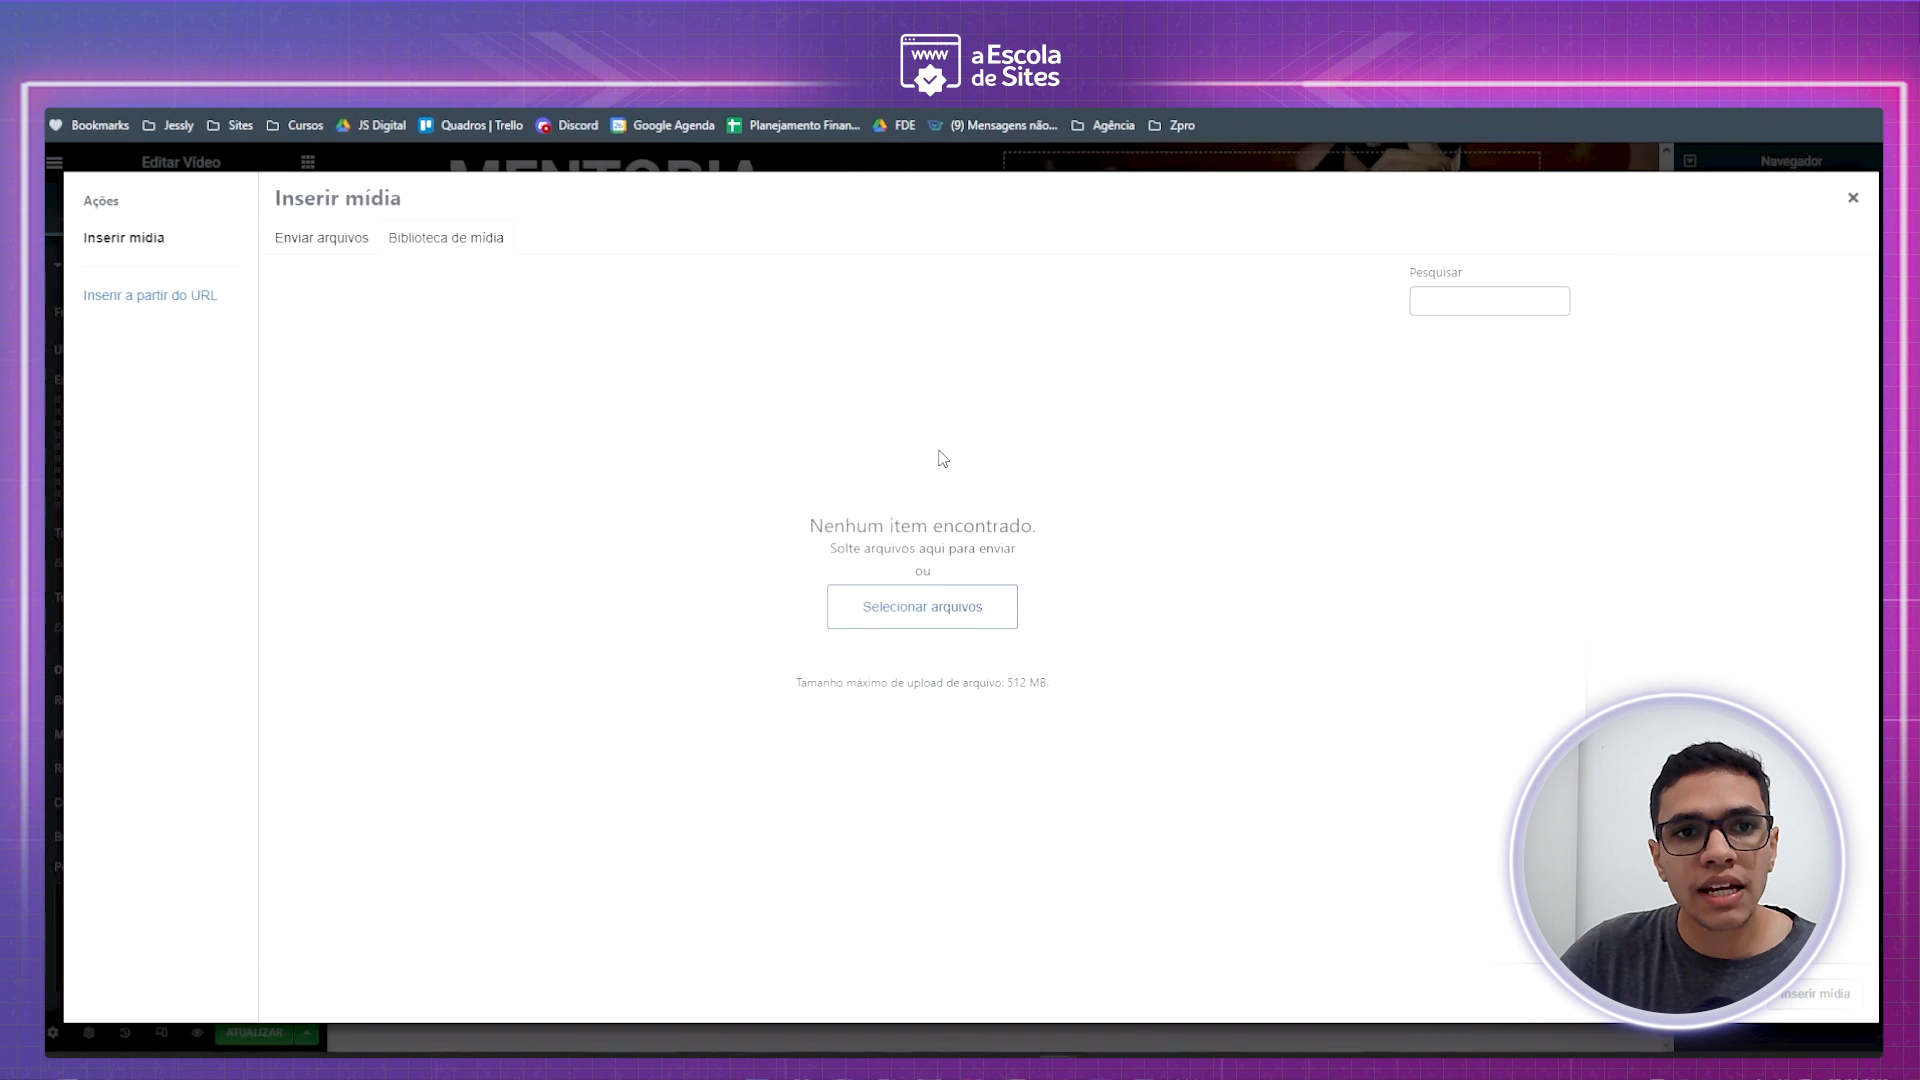 www
a Escola
de Sites
Bookmarks Jessly Sites Cursos JS Digital Quadros | Trello Discord Google Agenda Planejamento Finan... FDE (9) Mensagens não... Agência Zpro
Editar Vídeo
MENTORIA
Navegador
Ações
Inserir mídia
Inserir a partir do URL
Inserir mídia
Enviar arquivos Biblioteca de mídia
Pesquisar
Nenhum item encontrado.
Solte arquivos aqui para enviar
ou
Selecionar arquivos
Tamanho máximo de upload de arquivo: 512 MB.
Inserir mídia
ATUALIZAR